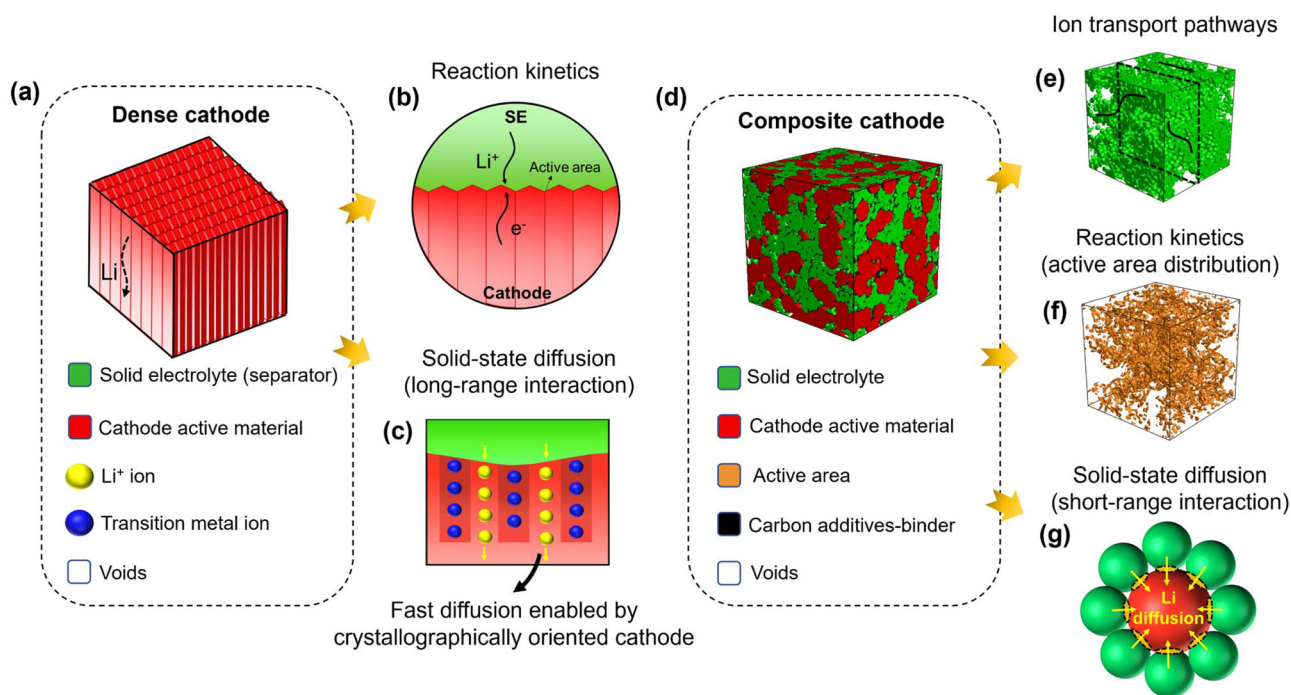 (a)
Dense cathode
Li
Solid electrolyte (separator)
Cathode active material
Li⁺ ion
Transition metal ion
Voids
Reaction kinetics
(b)
SE
Li⁺
Active area
e⁻
Cathode
Solid-state diffusion
(long-range interaction)
(c)
Fast diffusion enabled by
crystallographically oriented cathode
(d)
Composite cathode
Solid electrolyte
Cathode active material
Active area
Carbon additives-binder
Voids
Ion transport pathways
(e)
Reaction kinetics
(active area distribution)
(f)
Solid-state diffusion
(short-range interaction)
(g)
Li
diffusion